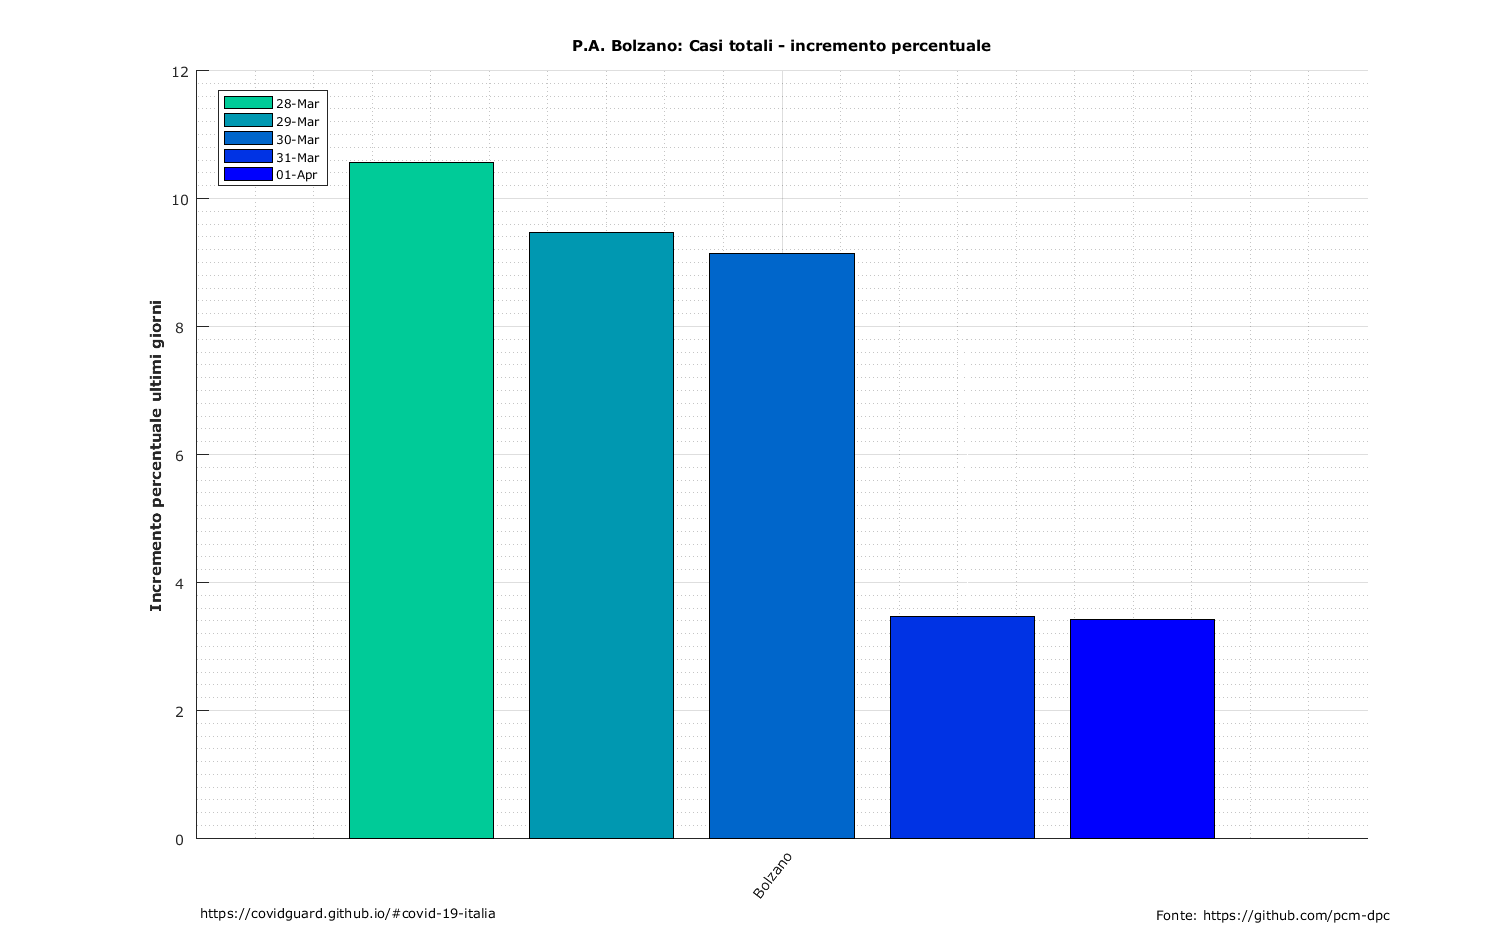 P.A. Bolzano: Casi totali - incremento percentuale
12
10
8
6
4
2
0
Incremento percentuale ultimi giorni
28-Mar
29-Mar
30-Mar
31-Mar
01-Apr
Bolzano
https://covidguard.github.io/#covid-19-italia
Fonte: https://github.com/pcm-dpc